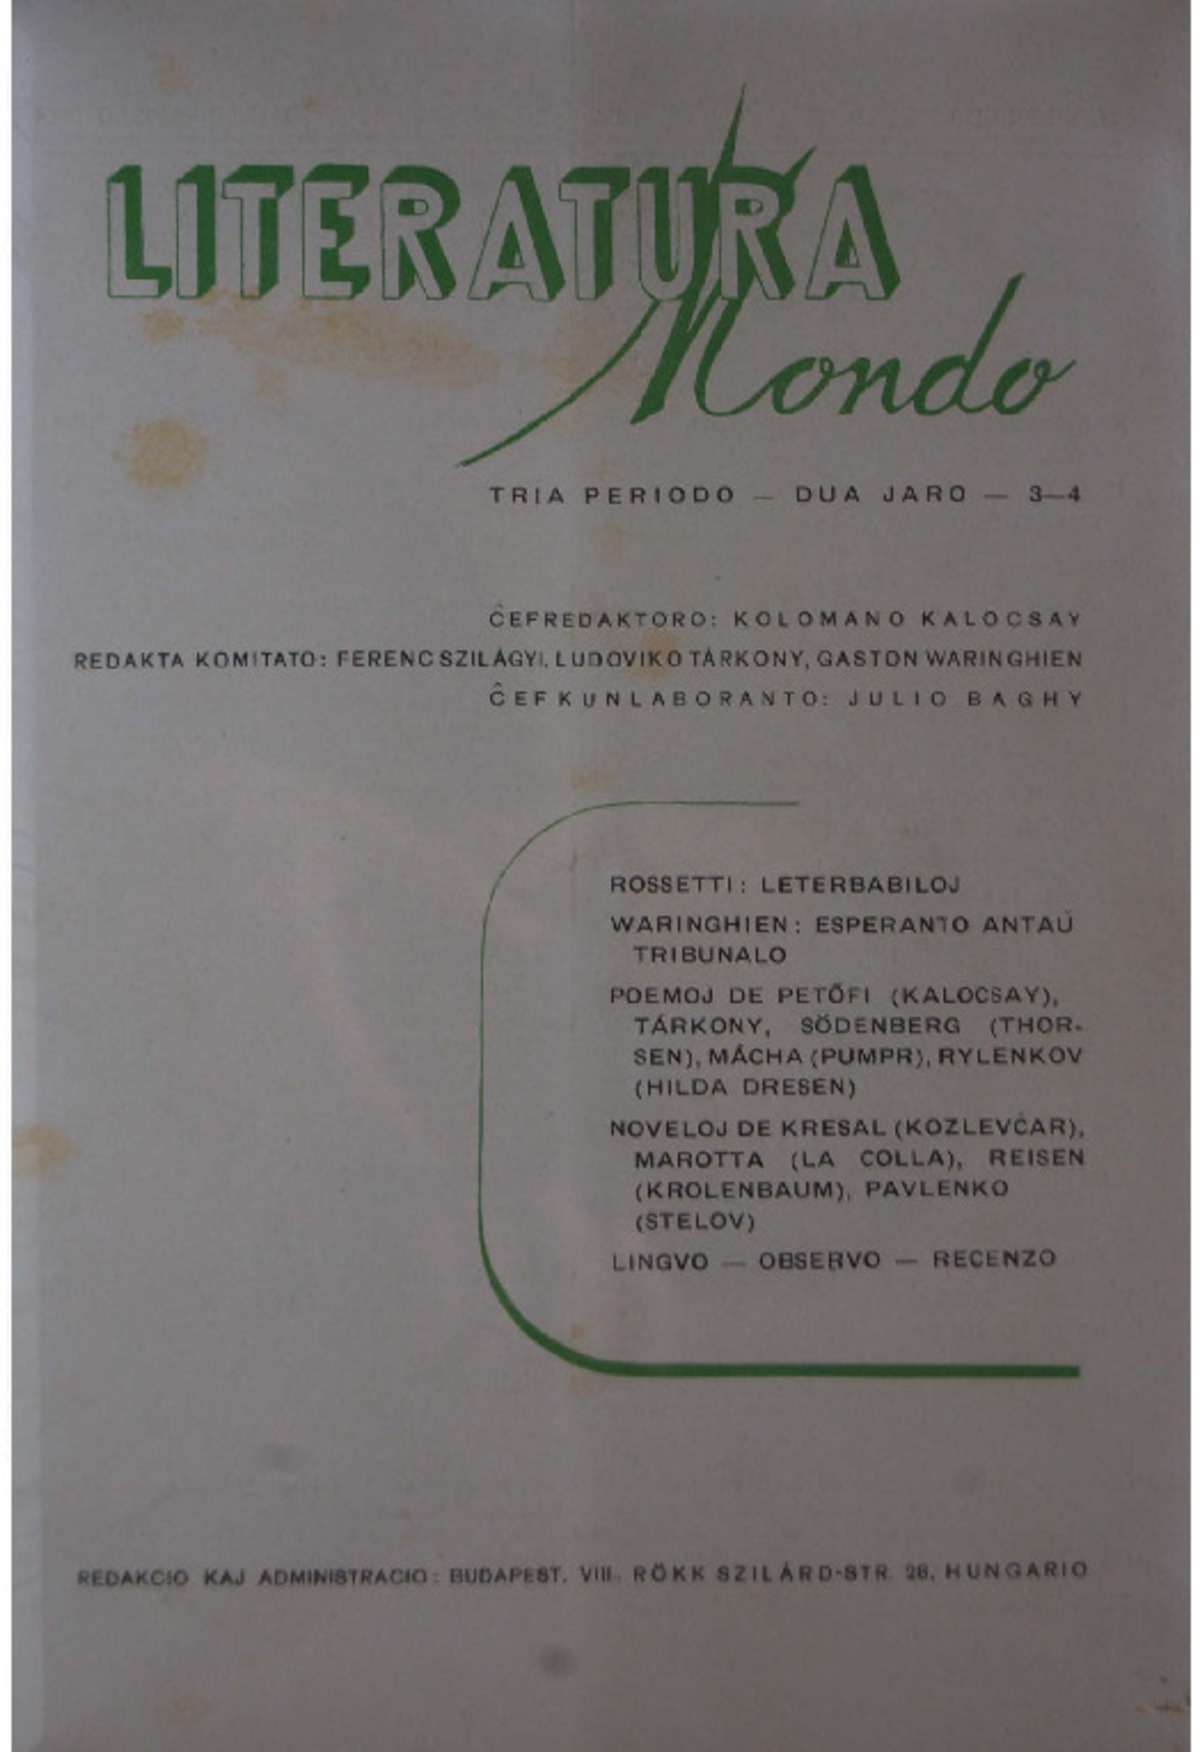 LITERATURA
Mondo
TRIA PERIODO — DUA JARO — 3—4
ĈEFREDAKTORO: KOLOMANO KALOCSAY
REDAKTA KOMITATO: FERENC SZILÁGYI, LUDOVIKO TÁRKONY, GASTON WARINGHIEN
ĈEFKUNLABORANTO: JULIO BAGHY
ROSSETTI: LETERBABILOJ
WARINGHIEN: ESPERANTO ANTAŬ
TRIBUNALO
POEMOJ DE PETŐFI (KALOCSAY),
TÁRKONY, SÖDENBERG (THOR-
SEN), MÁCHA (PUMPR), RYLENKOV
(HILDA DRESEN)
NOVELOJ DE KRESAL (KOZLEVĈAR),
MAROTTA (LA COLLA), REISEN
(KROLENBAUM), PAVLENKO
(STELOV)
LINGVO — OBSERVO — RECENZO
REDAKCIO KAJ ADMINISTRACIO: BUDAPEST, VIII., RÖKK SZILÁRD-STR. 28, HUNGARIO